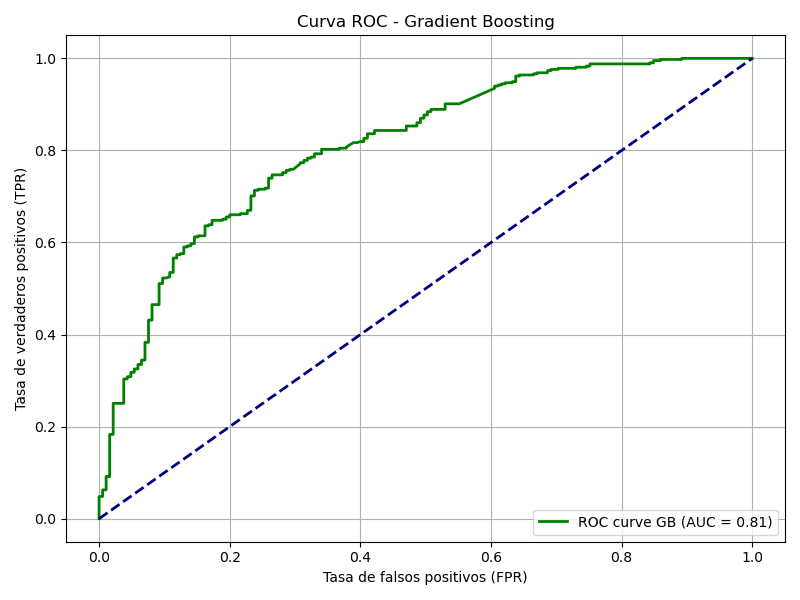 Curva ROC - Gradient Boosting
Tasa de verdaderos positivos (TPR)
1.0
0.8
0.6
0.4
0.2
0.0
ROC curve GB (AUC = 0.81)
0.0 0.2 0.4 0.6 0.8 1.0
Tasa de falsos positivos (FPR)